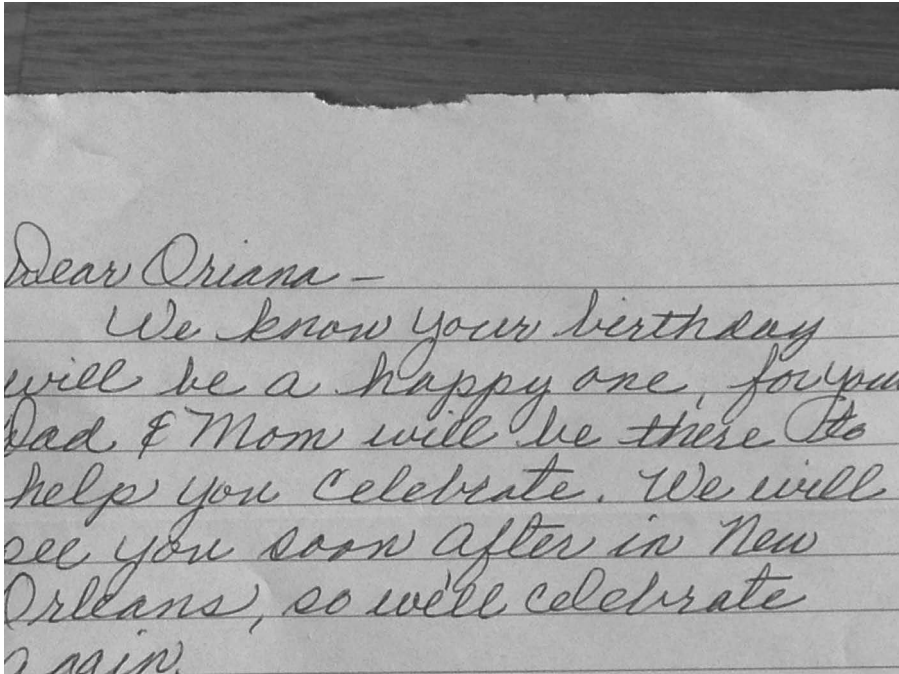 Dear Oriana -
We know your birthday
will be a happy one, for your
Dad & Mom will be there to
help you celebrate. We will
see you soon after in New
Orleans, so we'll celebrate
again.